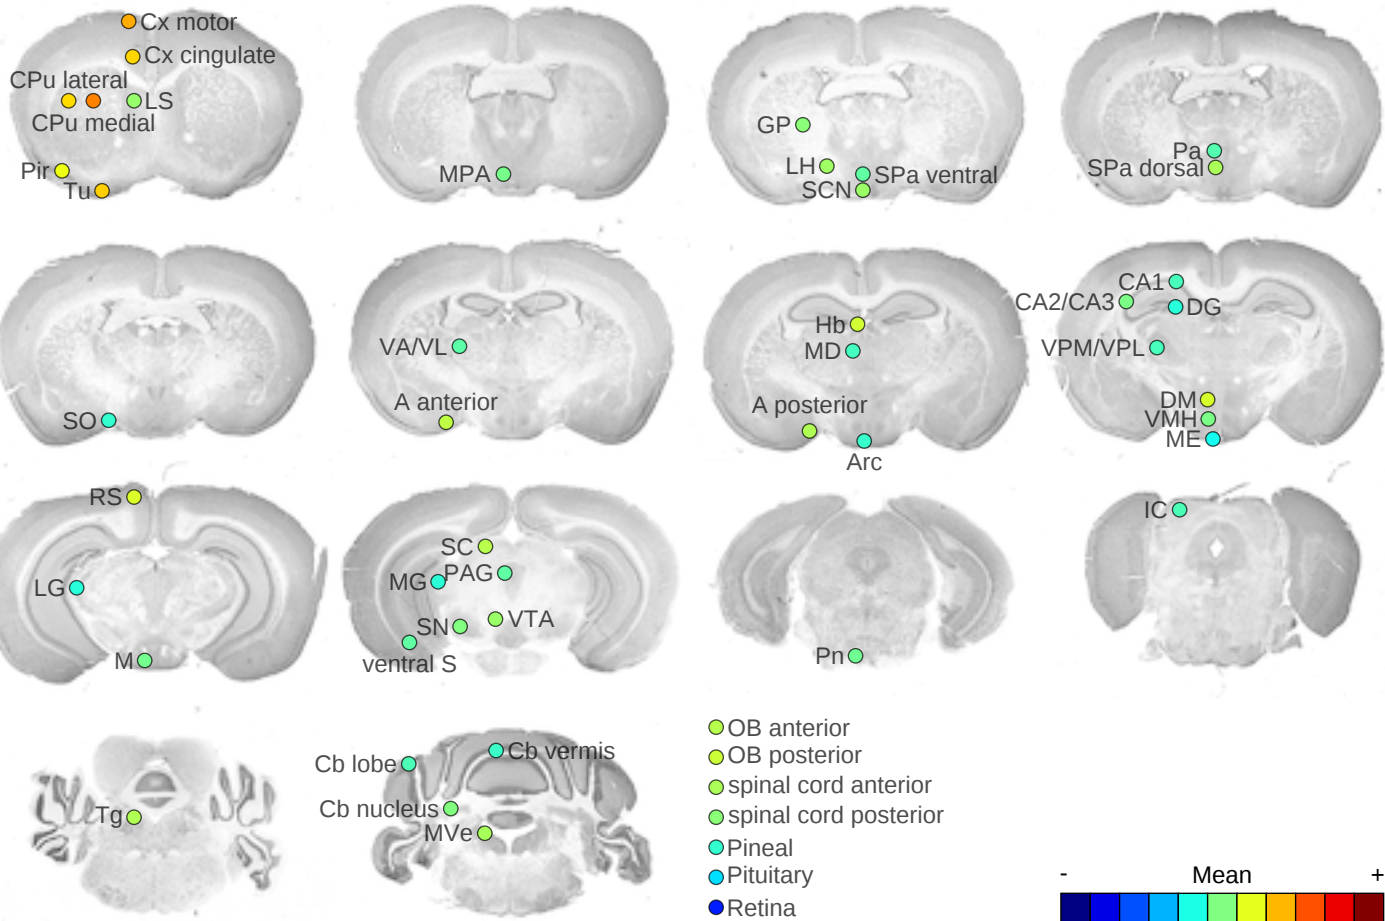 Cx motor
Cx cingulate
CPu lateral
LS
CPu medial
Pir
Tu
MPA
GP
LH
SPa ventral
SCN
Pa
SPa dorsal
SO
VA/VL
A anterior
Hb
MD
A posterior
Arc
CA1
CA2/CA3
DG
VPM/VPL
DM
VMH
ME
RS
LG
M
SC
MG
PAG
SN
VTA
ventral S
Pn
IC
Tg
Cb lobe
Cb vermis
Cb nucleus
MVe
OB anterior
OB posterior
spinal cord anterior
spinal cord posterior
Pineal
Pituitary
Retina
- Mean +